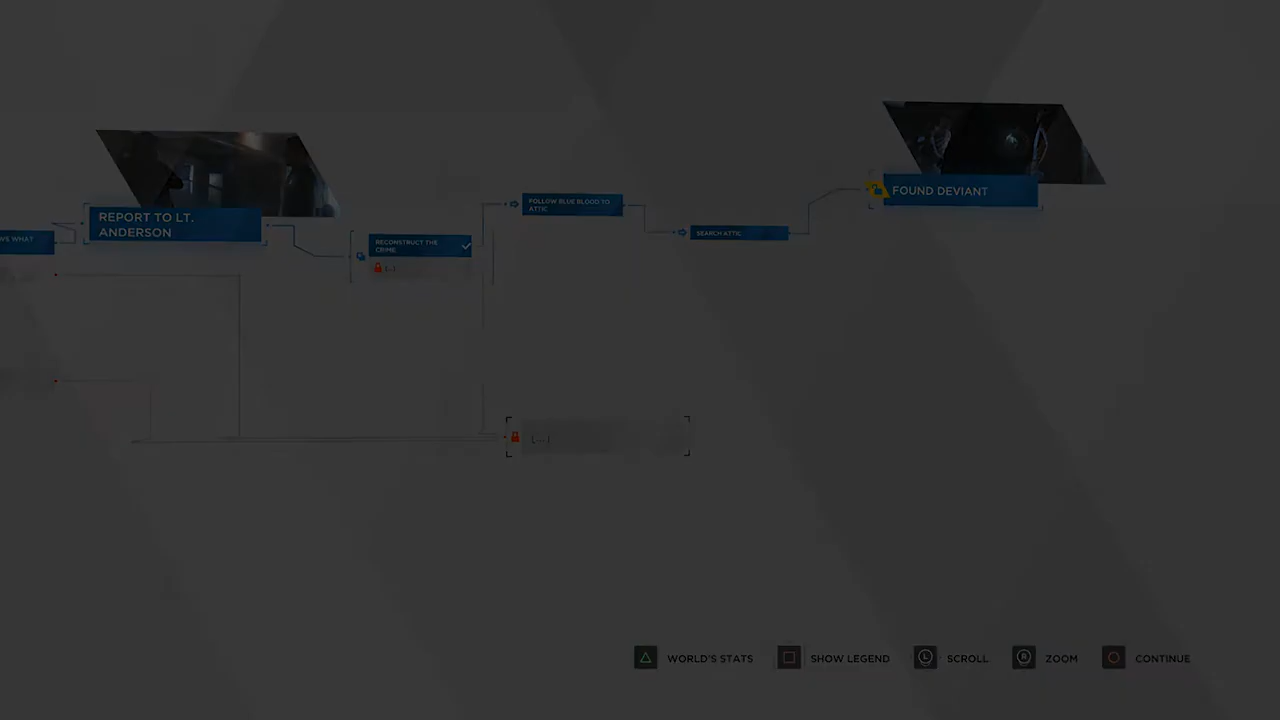 REPORT TO LT.
ANDERSON
WS WHAT
RECONSTRUCT THE
CRIME
[...]
FOLLOW BLUE BLOOD TO
ATTIC
SEARCH ATTIC
FOUND DEVIANT
[...]
WORLD'S STATS
SHOW LEGEND
L
SCROLL
R
ZOOM
CONTINUE